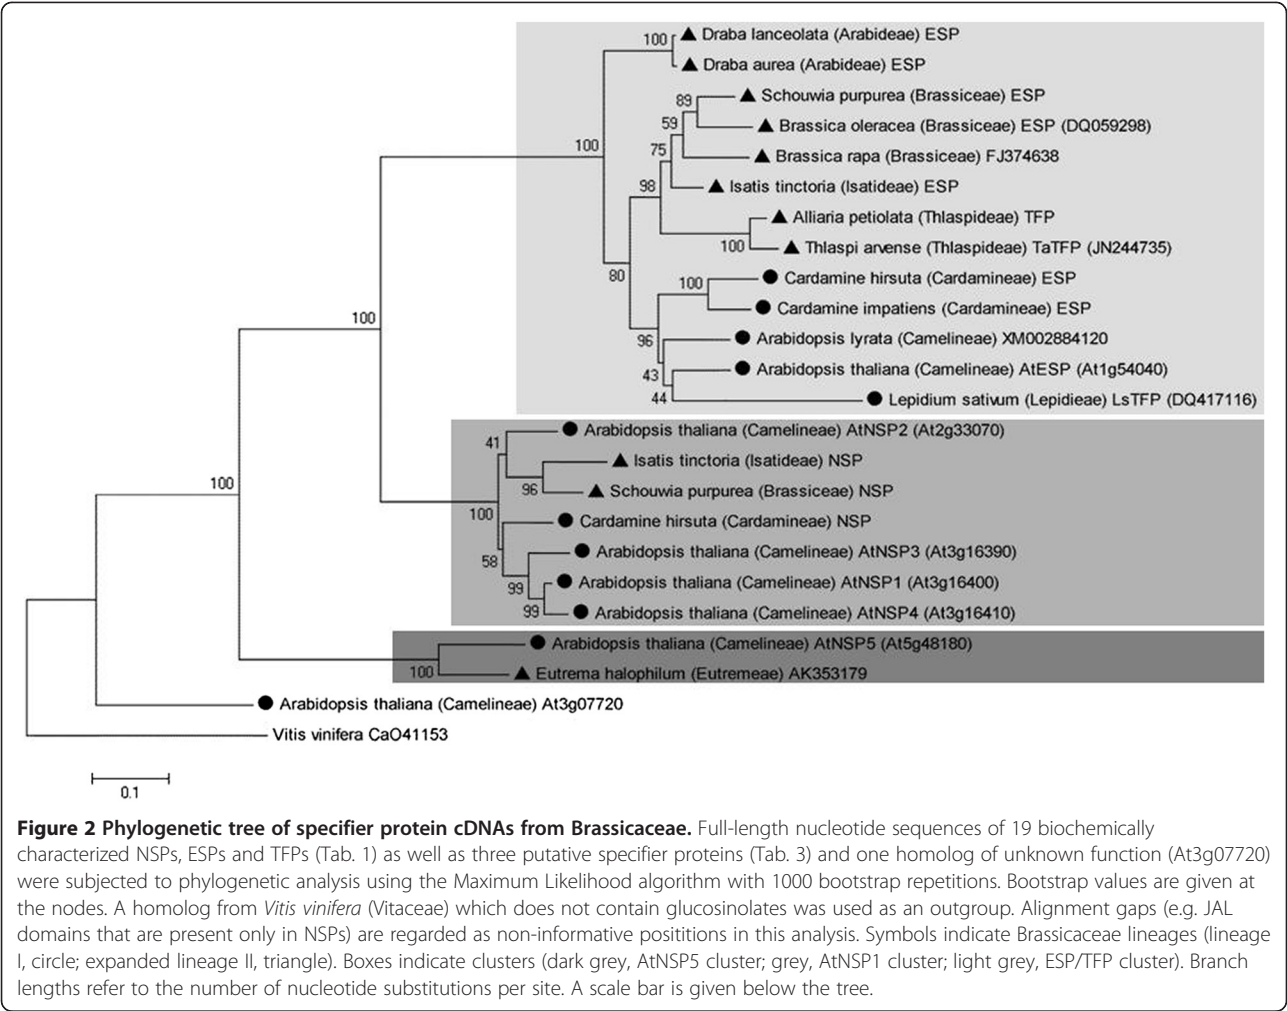 100
▲ Draba lanceolata (Arabideae) ESP
▲ Draba aurea (Arabideae) ESP
89
▲ Schouwia purpurea (Brassiceae) ESP
59
▲ Brassica oleracea (Brassiceae) ESP (DQ059298)
100
75
▲ Brassica rapa (Brassiceae) FJ374638
98
▲ Isatis tinctoria (Isatideae) ESP
▲ Alliaria petiolata (Thlaspideae) TFP
100
▲ Thlaspi arvense (Thlaspideae) TaTFP (JN244735)
80
100
● Cardamine hirsuta (Cardamineae) ESP
● Cardamine impatiens (Cardamineae) ESP
100
96
● Arabidopsis lyrata (Camelineae) XM002884120
43
● Arabidopsis thaliana (Camelineae) AtESP (At1g54040)
44
● Lepidium sativum (Lepidieae) LsTFP (DQ417116)
41
● Arabidopsis thaliana (Camelineae) AtNSP2 (At2g33070)
▲ Isatis tinctoria (Isatideae) NSP
100
96
▲ Schouwia purpurea (Brassiceae) NSP
100
● Cardamine hirsuta (Cardamineae) NSP
58
● Arabidopsis thaliana (Camelineae) AtNSP3 (At3g16390)
99
● Arabidopsis thaliana (Camelineae) AtNSP1 (At3g16400)
99
● Arabidopsis thaliana (Camelineae) AtNSP4 (At3g16410)
● Arabidopsis thaliana (Camelineae) AtNSP5 (At5g48180)
100
▲ Eutrema halophilum (Eutremeae) AK353179
● Arabidopsis thaliana (Camelineae) At3g07720
Vitis vinifera CaO41153
0.1
Figure 2 Phylogenetic tree of specifier protein cDNAs from Brassicaceae. Full-length nucleotide sequences of 19 biochemically
characterized NSPs, ESPs and TFPs (Tab. 1) as well as three putative specifier proteins (Tab. 3) and one homolog of unknown function (At3g07720)
were subjected to phylogenetic analysis using the Maximum Likelihood algorithm with 1000 bootstrap repetitions. Bootstrap values are given at
the nodes. A homolog from Vitis vinifera (Vitaceae) which does not contain glucosinolates was used as an outgroup. Alignment gaps (e.g. JAL
domains that are present only in NSPs) are regarded as non-informative posititions in this analysis. Symbols indicate Brassicaceae lineages (lineage
I, circle; expanded lineage II, triangle). Boxes indicate clusters (dark grey, AtNSP5 cluster; grey, AtNSP1 cluster; light grey, ESP/TFP cluster). Branch
lengths refer to the number of nucleotide substitutions per site. A scale bar is given below the tree.